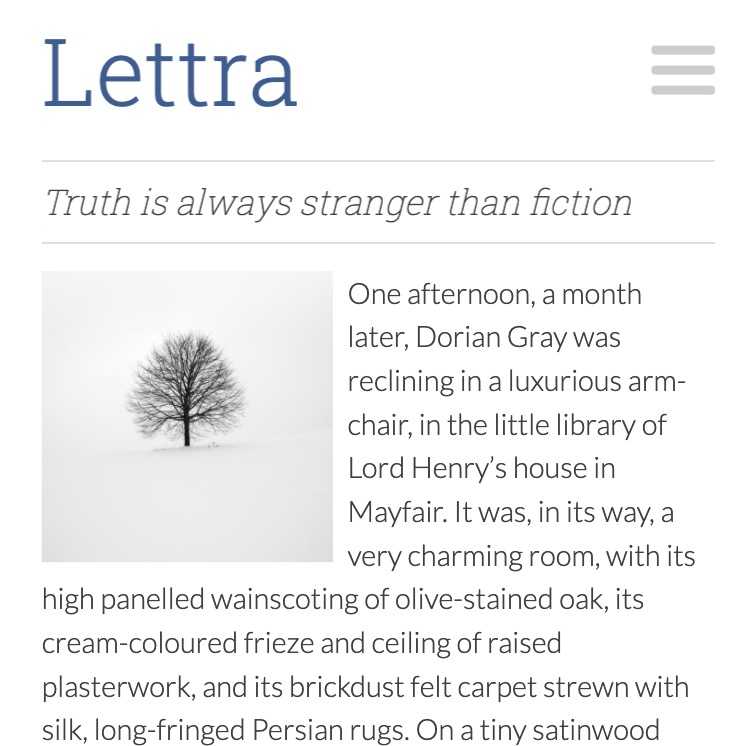 Lettra
Truth is always stranger than fiction
One afternoon, a month
later, Dorian Gray was
reclining in a luxurious arm-
chair, in the little library of
Lord Henry’s house in
Mayfair. It was, in its way, a
very charming room, with its
high panelled wainscoting of olive-stained oak, its
cream-coloured frieze and ceiling of raised
plasterwork, and its brickdust felt carpet strewn with
silk, long-fringed Persian rugs. On a tiny satinwood